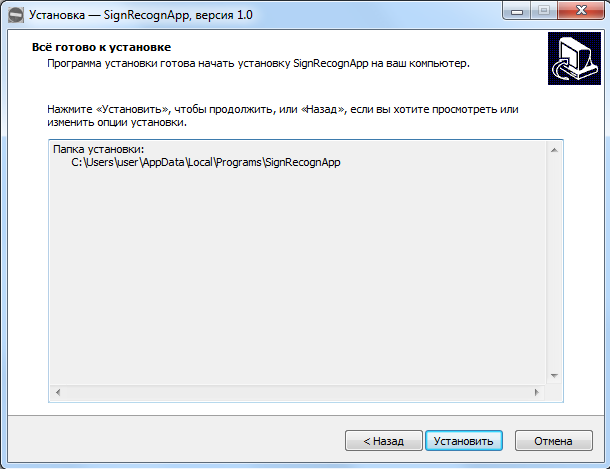 Установка — SignRecognApp, версия 1.0
Всё готово к установке
Программа установки готова начать установку SignRecognApp на ваш компьютер.
Нажмите «Установить», чтобы продолжить, или «Назад», если вы хотите просмотреть или
изменить опции установки.
Папка установки:
C:\Users\user\AppData\Local\Programs\SignRecognApp
< Назад
Установить
Отмена